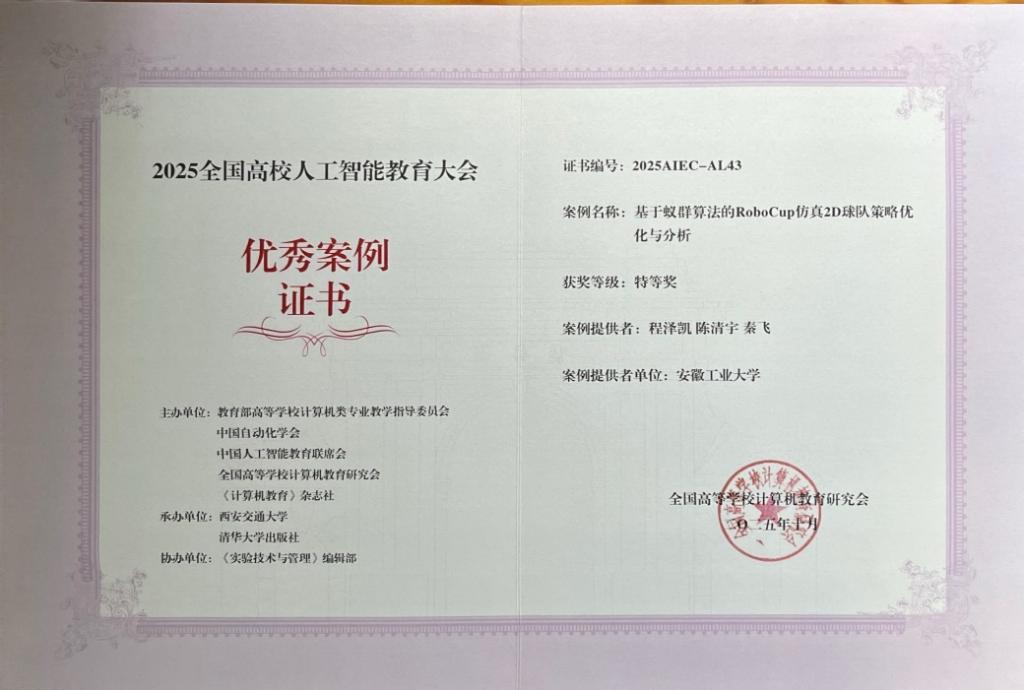 2025全国高校人工智能教育大会
优秀案例
证书
主办单位：教育部高等学校计算机类专业教学指导委员会
中国自动化学会
中国人工智能教育联席会
全国高等学校计算机教育研究会
《计算机教育》杂志社
承办单位：西安交通大学
清华大学出版社
协办单位：《实验技术与管理》编辑部
证书编号：2025AIEC-AL43
案例名称：基于蚁群算法的RoboCup仿真2D球队策略优
化与分析
获奖等级：特等奖
案例提供者：程泽凯 陈清宇 秦飞
案例提供者单位：安徽工业大学
全国高等学校计算机教育研究会
二〇二五年十月